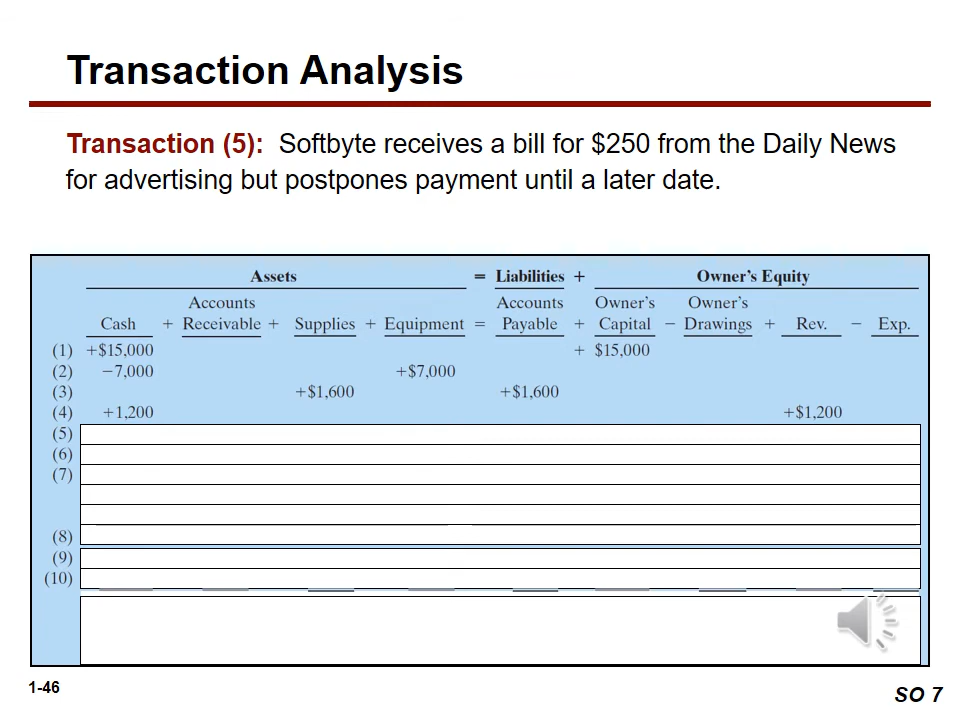 Transaction Analysis
Transaction (5): Softbyte receives a bill for $250 from the Daily News
for advertising but postpones payment until a later date.
Assets = Liabilities + Owner's Equity
Accounts Accounts Owner's Owner's
Cash + Receivable + Supplies + Equipment = Payable + Capital − Drawings + Rev. − Exp.
(1) +$15,000 + $15,000
(2) −7,000 +$7,000
(3) +$1,600 +$1,600
(4) +1,200 +$1,200
(5)
(6)
(7)
(8)
(9)
(10)
1-46
SO 7